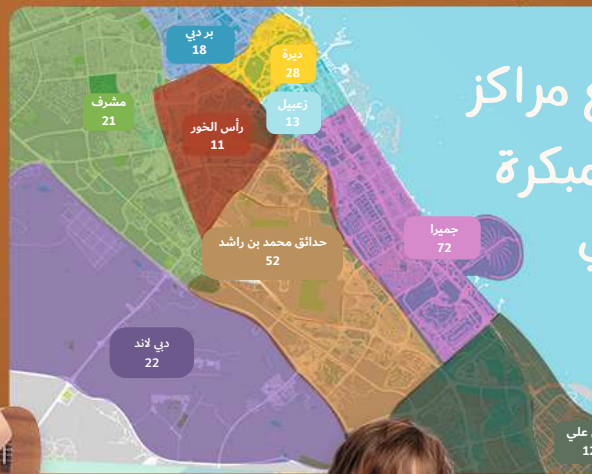 مراكز
بر دبي
18
ديرة
28
مشرف
21
زعبيل
13
رأس الخور
11
جميرا
72
حدائق محمد بن راشد
52
دبي لاند
22
علي